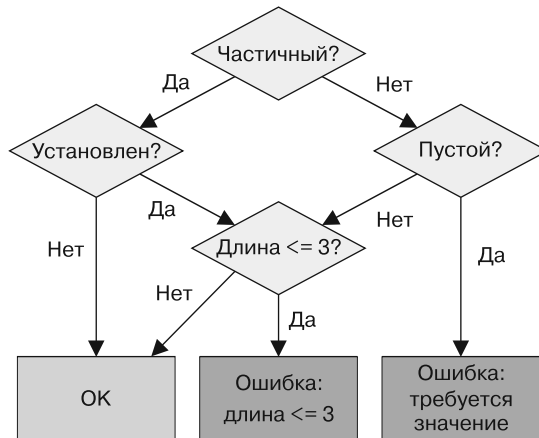 Частичный?
Да
Нет
Установлен?
Пустой?
Да
Нет
Нет
Длина <= 3?
Да
Нет
Да
OK
Ошибка:
длина <= 3
Ошибка:
требуется
значение